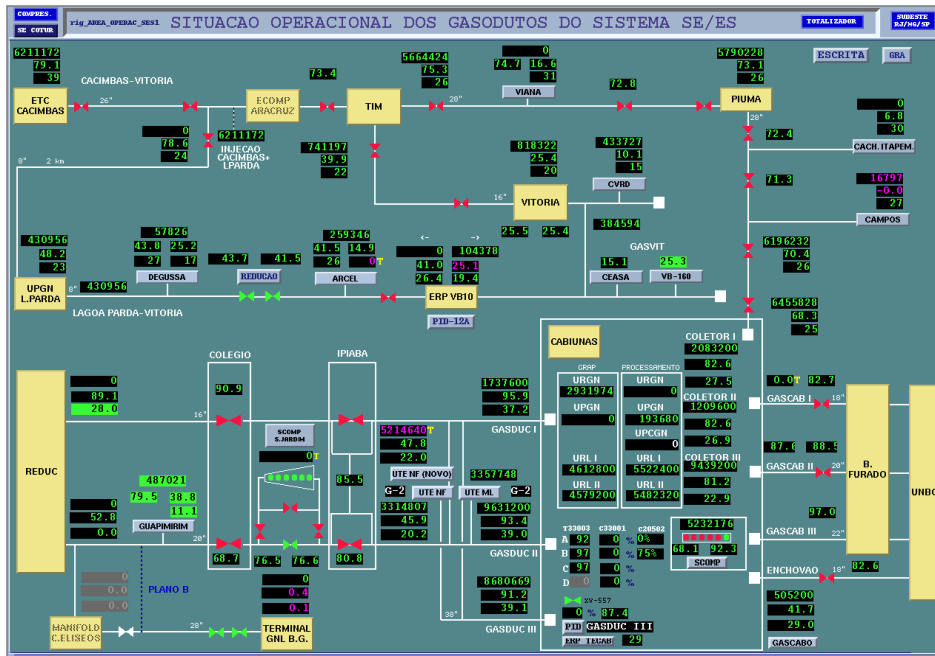 COMPRES.
SE COTUR
rig_AREA_OPERAC_SES1
SITUACAO OPERACIONAL DOS GASODUTOS DO SISTEMA SE/ES
TOTALIZADOR
SUDESTE
RJ/MG/SP
ESCRITA
GRA
6211172
79.1
39
CACIMBAS-VITORIA
ETC
CACIMBAS
26"
ECOMP
ARACRUZ
73.4
TIM
5664424
75.3
26
20"
0
74.7 16.6
31
VIANA
72.8
5790228
73.1
26
PIUMA
28"
72.4
0
6.8
30
CACH.ITAPEM.
71.3
16797
-0.0
27
CAMPOS
0
78.6
24
6211172
INJECAO
CACIMBAS+
LPARDA
8" 2 km
741197
39.9
22
818322
25.4
20
16"
VITORIA
25.5 25.4
433727
10.1
15
CVRD
384594
6196232
70.4
26
6455828
68.3
25
430956
48.2
23
UPGN
L.PARDA
8"
430956
LAGOA PARDA-VITORIA
57826
43.8 25.2
27 17
DEGUSSA
43.7 41.5
REDUCAO
259346
41.5 14.9
26 0T
ARCEL
<- ->
0 104378
41.0 25.1
26.4 19.4
ERP VB10
PID-12A
GASVIT
15.1
CEASA
25.3
VB-160
CABIUNAS
GRAP
URGN
2931974
UPGN
0
URL I
4612800
URL II
4579200
PROCESSAMENTO
URGN
0
UPGN
193680
UPCGN
0
URL I
5522400
URL II
5482320
COLETOR I
2083200
82.6
27.5
COLETOR II
1209600
82.6
26.9
COLETOR III
9439200
81.2
22.9
COLEGIO
IPIABA
0
89.1
28.0
16"
90.9
REDUC
SCOMP
S.JARDIM
0T
85.5
487021
79.5 38.8
11.1
GUAPIMIRIM
0
52.8
0.0
20"
68.7
76.5 76.6
80.8
1737600
95.9
37.2
GASDUC I
5214640T
47.8
22.0
UTE NF(NOVO)
G-2
UTE NF
3314807
45.9
20.2
3357748
UTE ML
G-2
9631200
93.4
39.0
GASDUC II
8680669
91.2
39.1
38"
GASDUC III
T33003 C33001 C20502
A 92 0 % 0%
B 97 0 % 75%
C 97 0 %
D 0 0 %
XV-557
0 % 87.4
PID GASDUC III
ERP TECAB 29
5232176
68.1 92.3
SCOMP
0.0T 82.7
GASCAB I
18"
87.6 88.5
GASCAB II
20"
97.0
GASCAB III
22"
ENCHOVAO
18"
82.6
B.
FURADO
UNBC
505200
41.7
29.0
GASCABO
0
0.0
0.0
PLANO B
MANIFOLD
C.ELISEOS
28"
0
0.4
0.1
TERMINAL
GNL B.G.